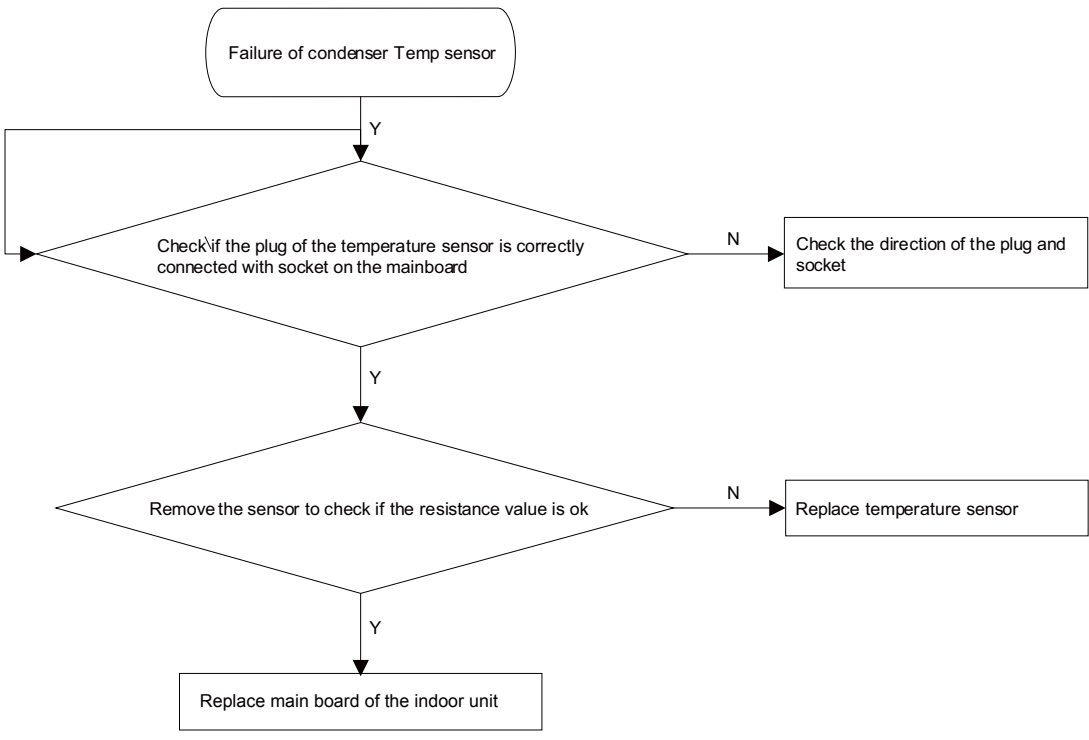 Failure of condenser Temp sensor
Y
Check\if the plug of the temperature sensor is correctly
connected with socket on the mainboard
N
Check the direction of the plug and
socket
Y
Remove the sensor to check if the resistance value is ok
N
Replace temperature sensor
Y
Replace main board of the indoor unit